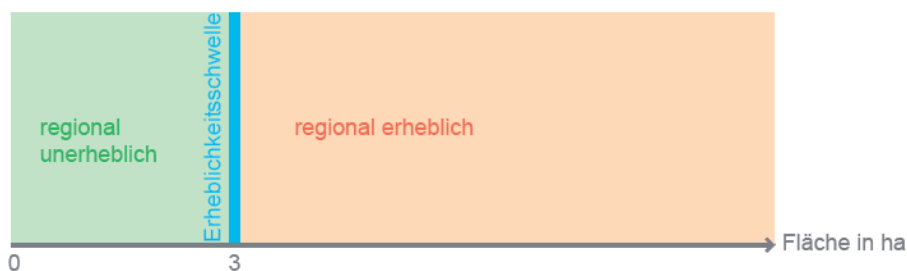 Erheblichkeitsschwelle
regional
unerheblich
regional erheblich
Fläche in ha
0
3